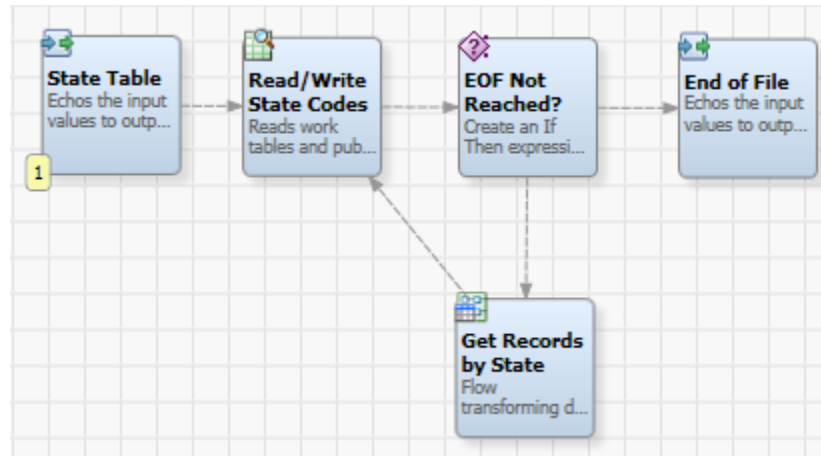 State Table
Echos the input
values to outp...
1
Read/Write
State Codes
Reads work
tables and pub...
?
EOF Not
Reached?
Create an If
Then expressi...
End of File
Echos the input
values to outp...
Get Records
by State
Flow
transforming d...